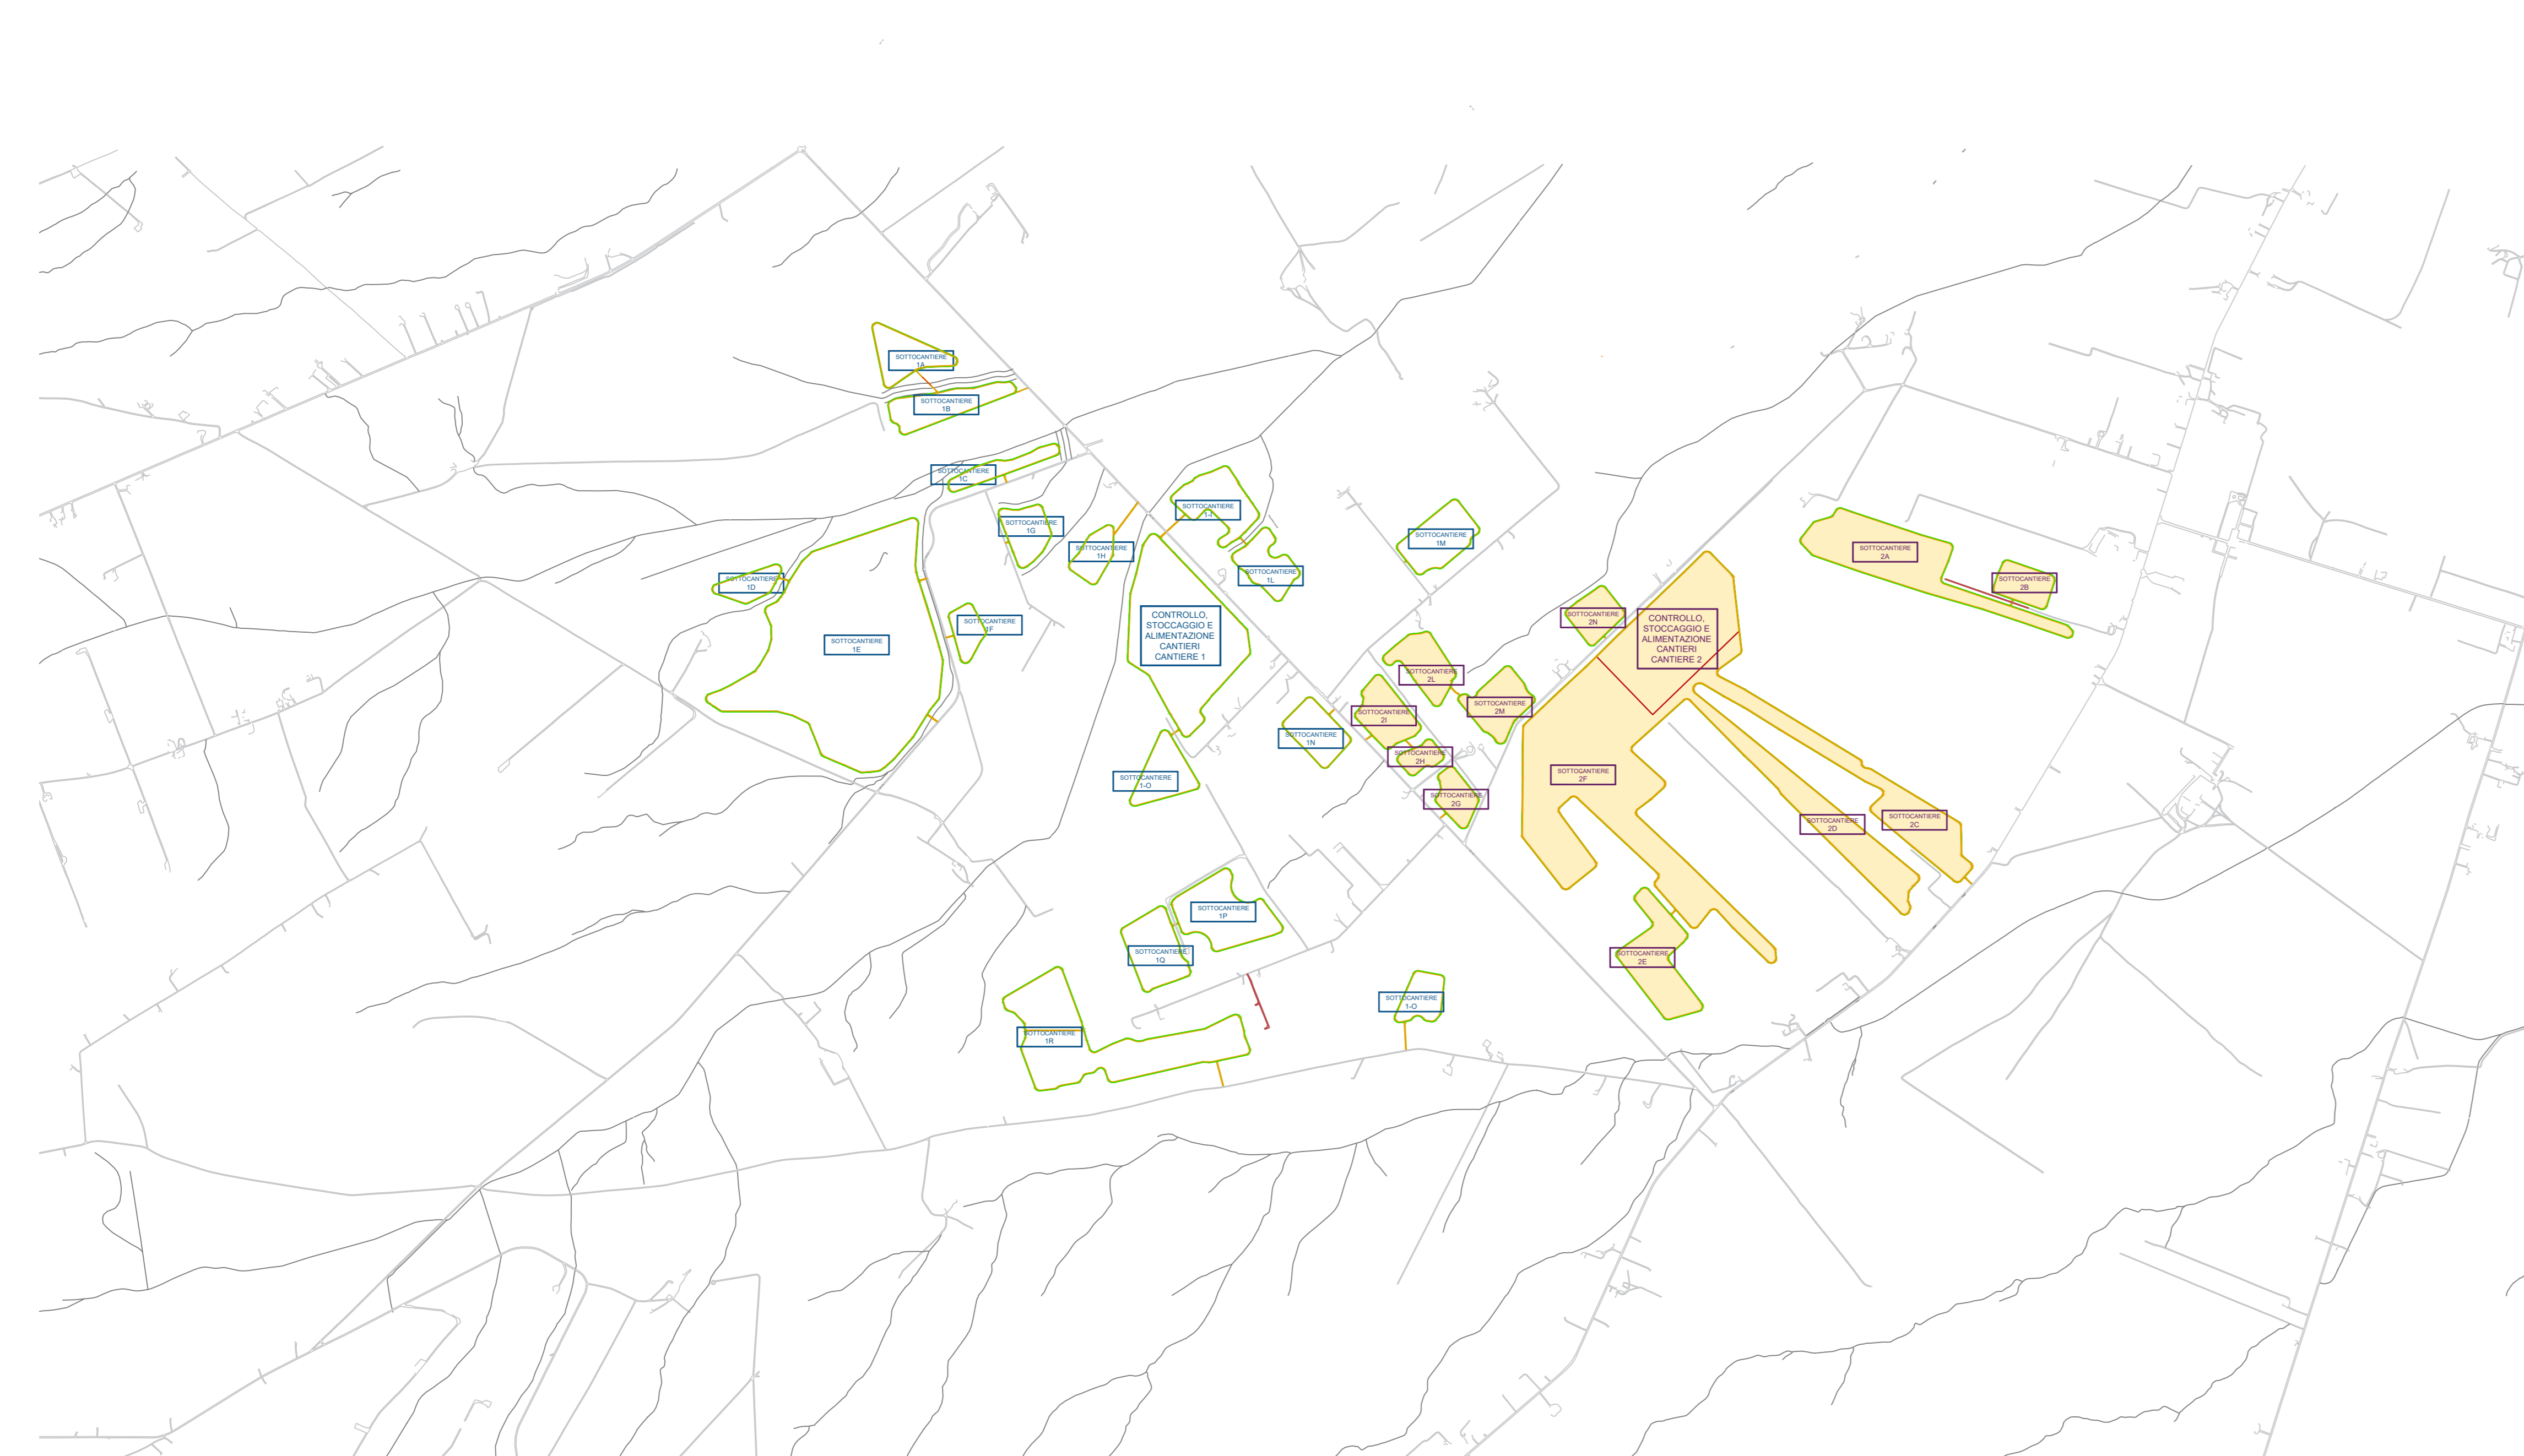 SOTTOCANTIERE
1A
SOTTOCANTIERE
1B
SOTTOCANTIERE
1C
SOTTOCANTIERE
1D
SOTTOCANTIERE
1E
SOTTOCANTIERE
1F
SOTTOCANTIERE
1G
SOTTOCANTIERE
1H
SOTTOCANTIERE
1-I
SOTTOCANTIERE
1L
SOTTOCANTIERE
1M
CONTROLLO,
STOCCAGGIO E
ALIMENTAZIONE
CANTIERI
CANTIERE 1
SOTTOCANTIERE
1N
SOTTOCANTIERE
1-O
SOTTOCANTIERE
1P
SOTTOCANTIERE
1Q
SOTTOCANTIERE
1R
SOTTOCANTIERE
1-O
SOTTOCANTIERE
2A
SOTTOCANTIERE
2B
SOTTOCANTIERE
2N
CONTROLLO,
STOCCAGGIO E
ALIMENTAZIONE
CANTIERI
CANTIERE 2
SOTTOCANTIERE
2L
SOTTOCANTIERE
2M
SOTTOCANTIERE
2I
SOTTOCANTIERE
2H
SOTTOCANTIERE
2G
SOTTOCANTIERE
2F
SOTTOCANTIERE
2D
SOTTOCANTIERE
2C
SOTTOCANTIERE
2E